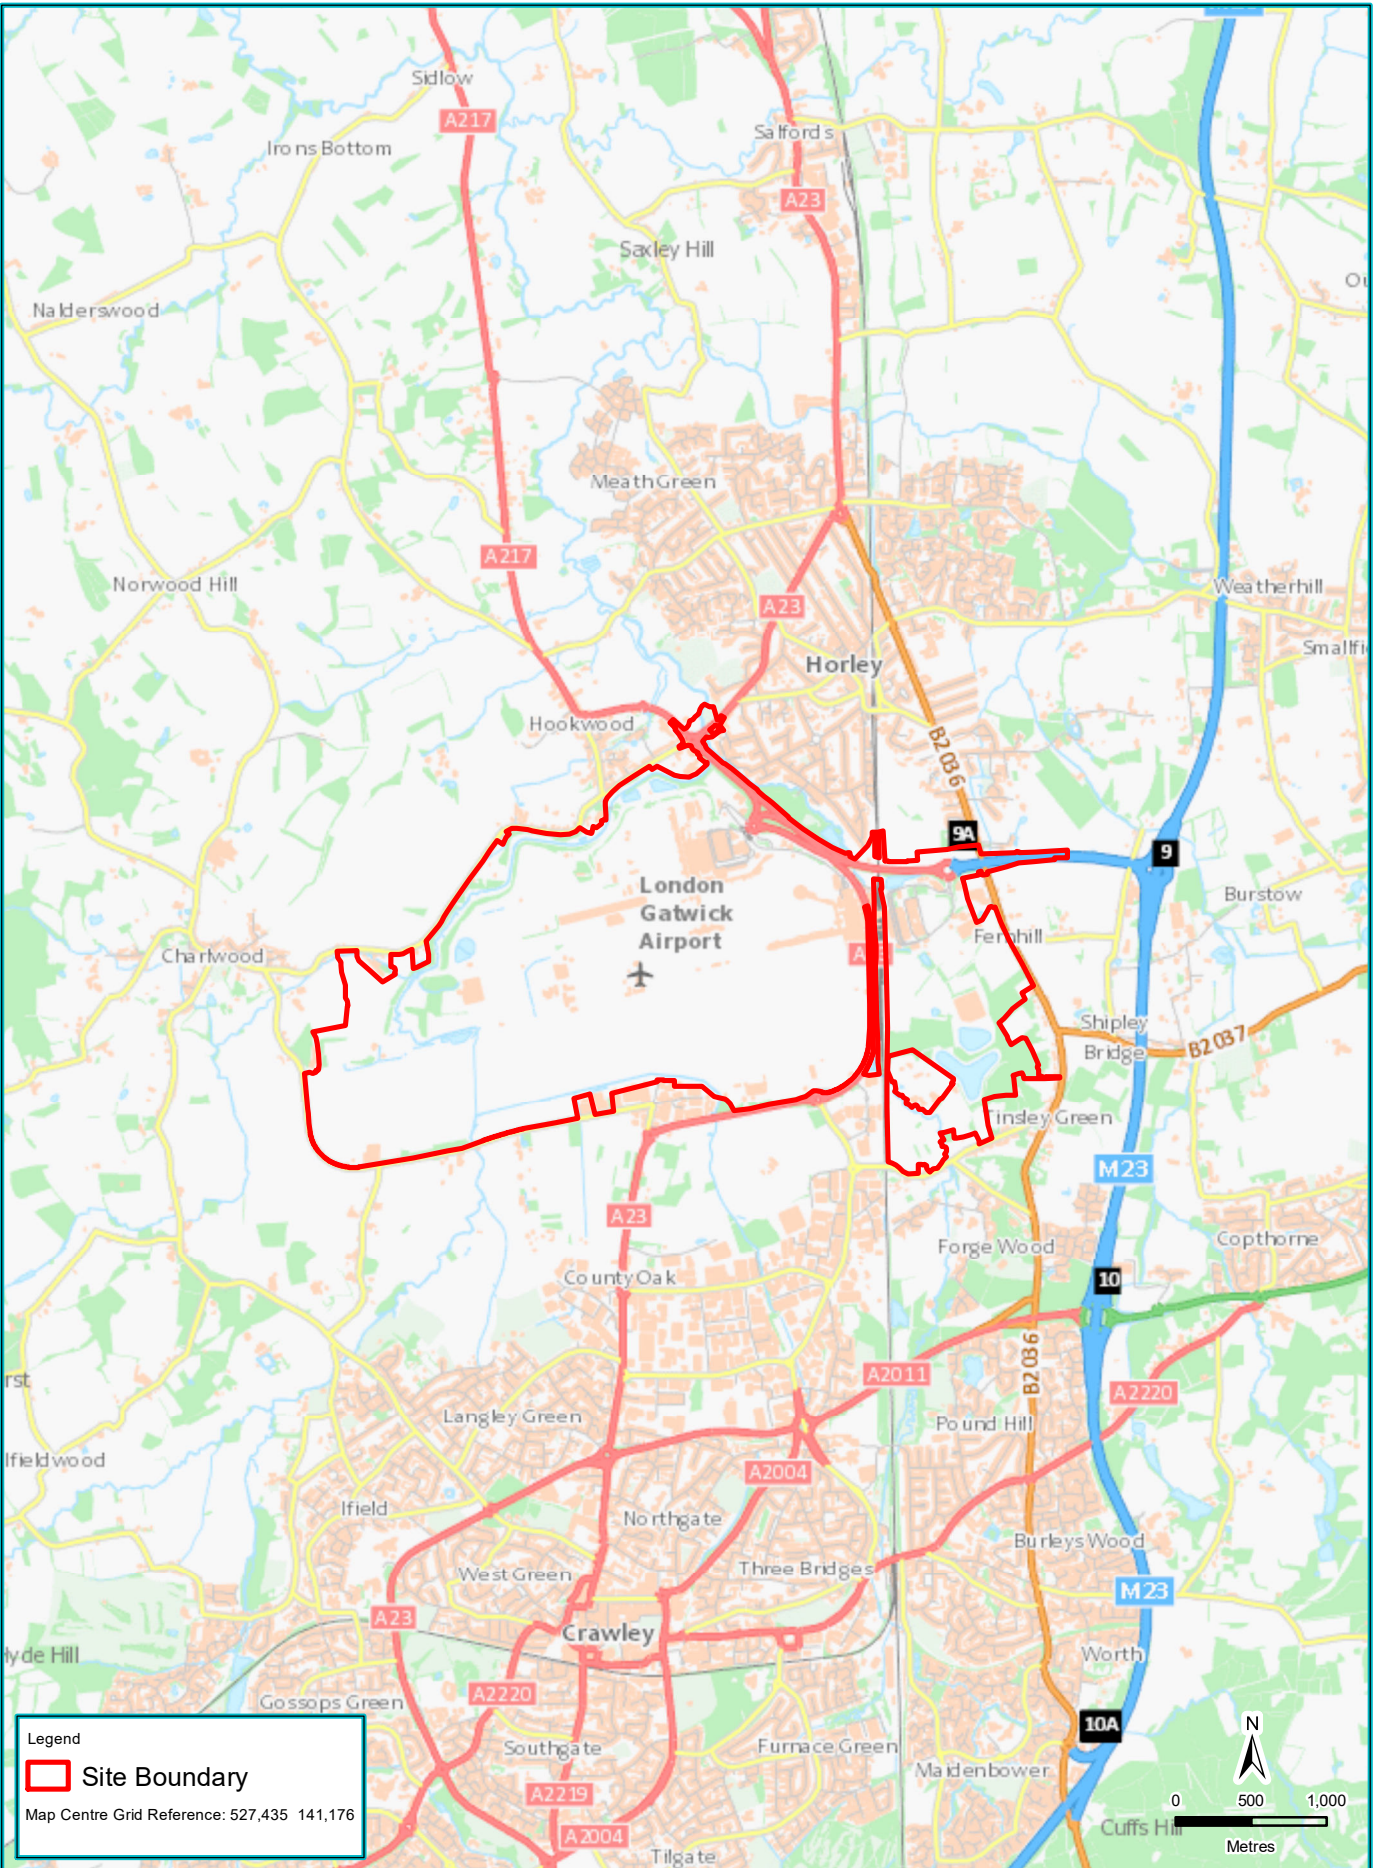 Sidlow
A217
Salfords
Irons Bottom
A23
Saxley Hill
Nalderswood
Meath Green
A217
Norwood Hill
Weatherhill
A23
Smallfi
Horley
Hookwood
B2036
9A
9
London
Gatwick
Airport
Burstow
Fernhill
Charlwood
Shipley
Bridge
B2037
Tinsley Green
M23
A23
Forge Wood
Copthorne
County Oak
10
B2036
A2011
rst
A2220
Langley Green
Pound Hill
Ifieldwood
A2004
Ifield
Northgate
Burleys Wood
West Green
Three Bridges
M23
A23
Crawley
Hyde Hill
Worth
A2220
Gossops Green
10A
N
Legend
Southgate
Furnace Green
Site Boundary
Maidenbower
A2219
0 500 1,000
Map Centre Grid Reference: 527,435 141,176
Cuffs Hill
A2004
Metres
Tilgate